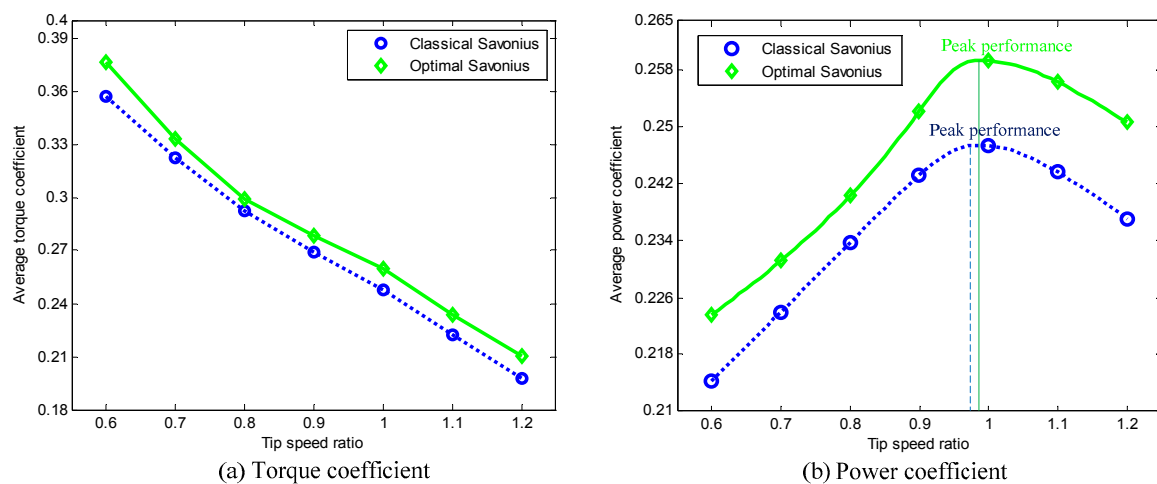 0.4
0.39
0.36
0.33
0.3
0.27
0.24
0.21
0.18
Average torque coefficient
Classical Savonius
Optimal Savonius
0.6 0.7 0.8 0.9 1 1.1 1.2
Tip speed ratio
(a) Torque coefficient
0.265
0.258
0.25
0.242
0.234
0.226
0.218
0.21
Average power coefficient
Classical Savonius
Optimal Savonius
Peak performance
Peak performance
0.6 0.7 0.8 0.9 1 1.1 1.2
Tip speed ratio
(b) Power coefficient